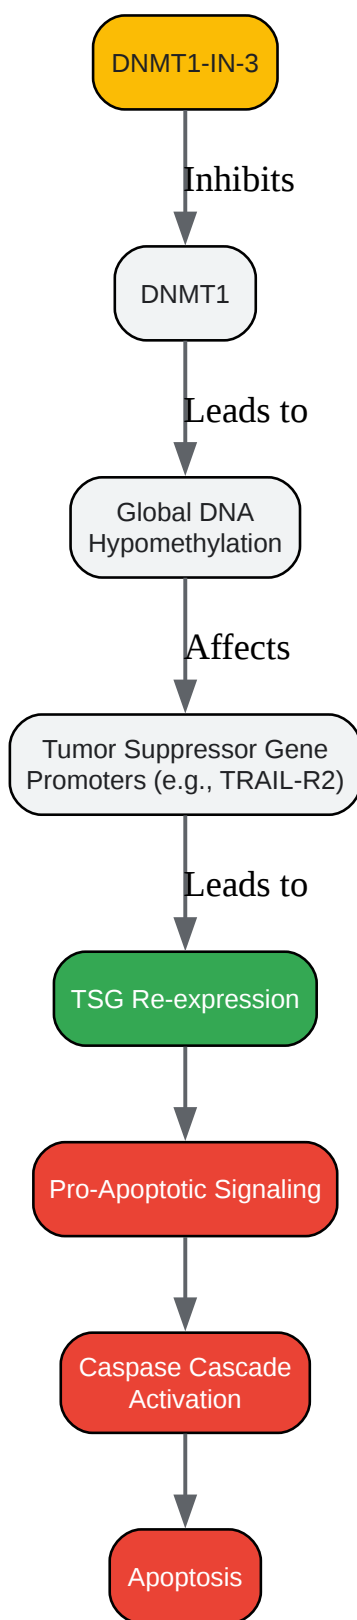 DNMT1-IN-3
Inhibits
DNMT1
Leads to
Global DNA
Hypomethylation
Affects
Tumor Suppressor Gene
Promoters (e.g., TRAIL-R2)
Leads to
TSG Re-expression
Pro-Apoptotic Signaling
Caspase Cascade
Activation
Apoptosis